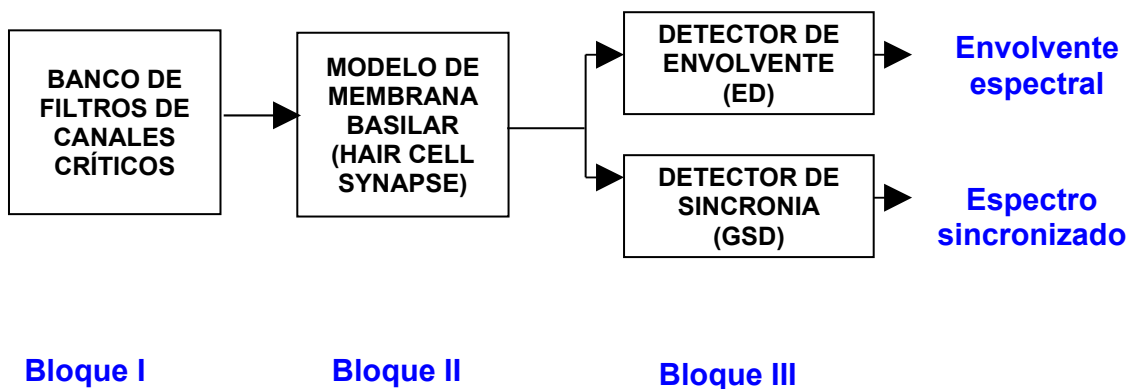 BANCO DE
FILTROS DE
CANALES
CRÍTICOS
MODELO DE
MEMBRANA
BASILAR
(HAIR CELL
SYNAPSE)
DETECTOR DE
ENVOLVENTE
(ED)
Envolvente
espectral
DETECTOR DE
SINCRONIA
(GSD)
Espectro
sincronizado
Bloque I
Bloque II
Bloque III